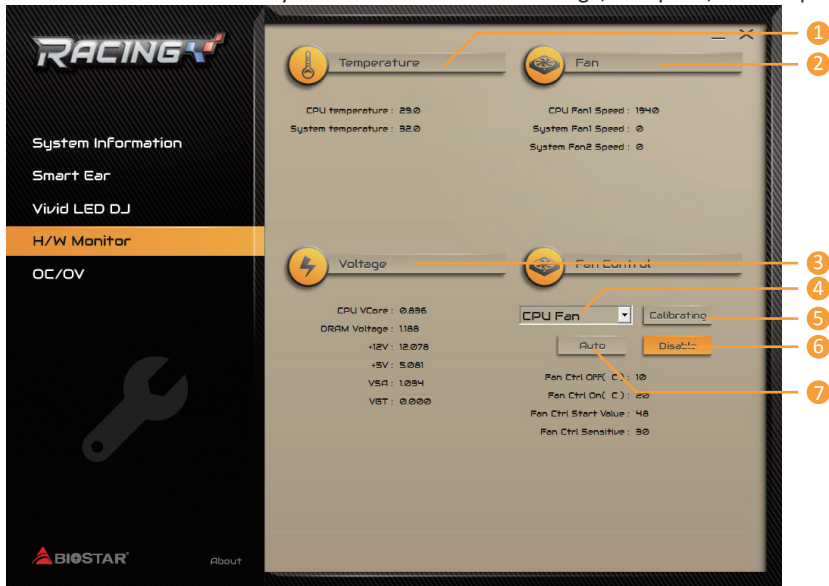 RACING
System Information
Smart Ear
Vivid LED DJ
H/W Monitor
OC/OV
BIOSTAR
About
Temperature
CPU temperature : 29.0
System temperature : 32.0
Fan
CPU Fan1 Speed : 1940
System Fan1 Speed : 0
System Fan2 Speed : 0
Voltage
CPU VCore : 0.896
DRAM Voltage : 1.188
+12V : 12.078
+5V : 5.081
VSA : 1.094
VGT : 0.000
Fan Control
CPU Fan
Calibrating
Auto
Disable
Fan Ctrl OFF( C ) : 10
Fan Ctrl On( C ) : 20
Fan Ctrl Start Value : 48
Fan Ctrl Sensitive : 30
1
2
3
4
5
6
7